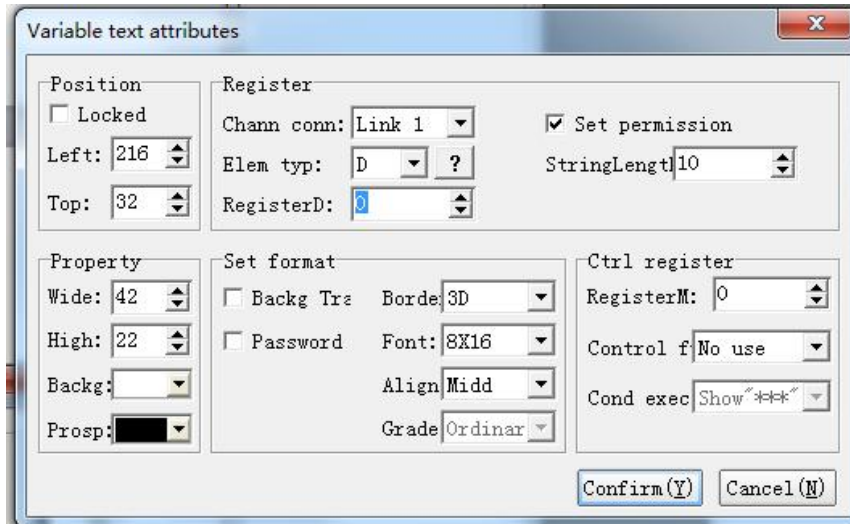 Variable text attributes
Position
Locked
Left: 216
Top: 32
Register
Chann conn: Link 1
Elem typ: D ?
RegisterD: 0
Set permission
StringLengtl 10
Property
Wide: 42
High: 22
Backg:
Prosp:
Set format
Backg Tra
Password
Borde 3D
Font: 8X16
Align Midd
Grade Ordinar
Ctrl register
RegisterM: 0
Control f No use
Cond exec Show"***"
Confirm(Y) Cancel(N)